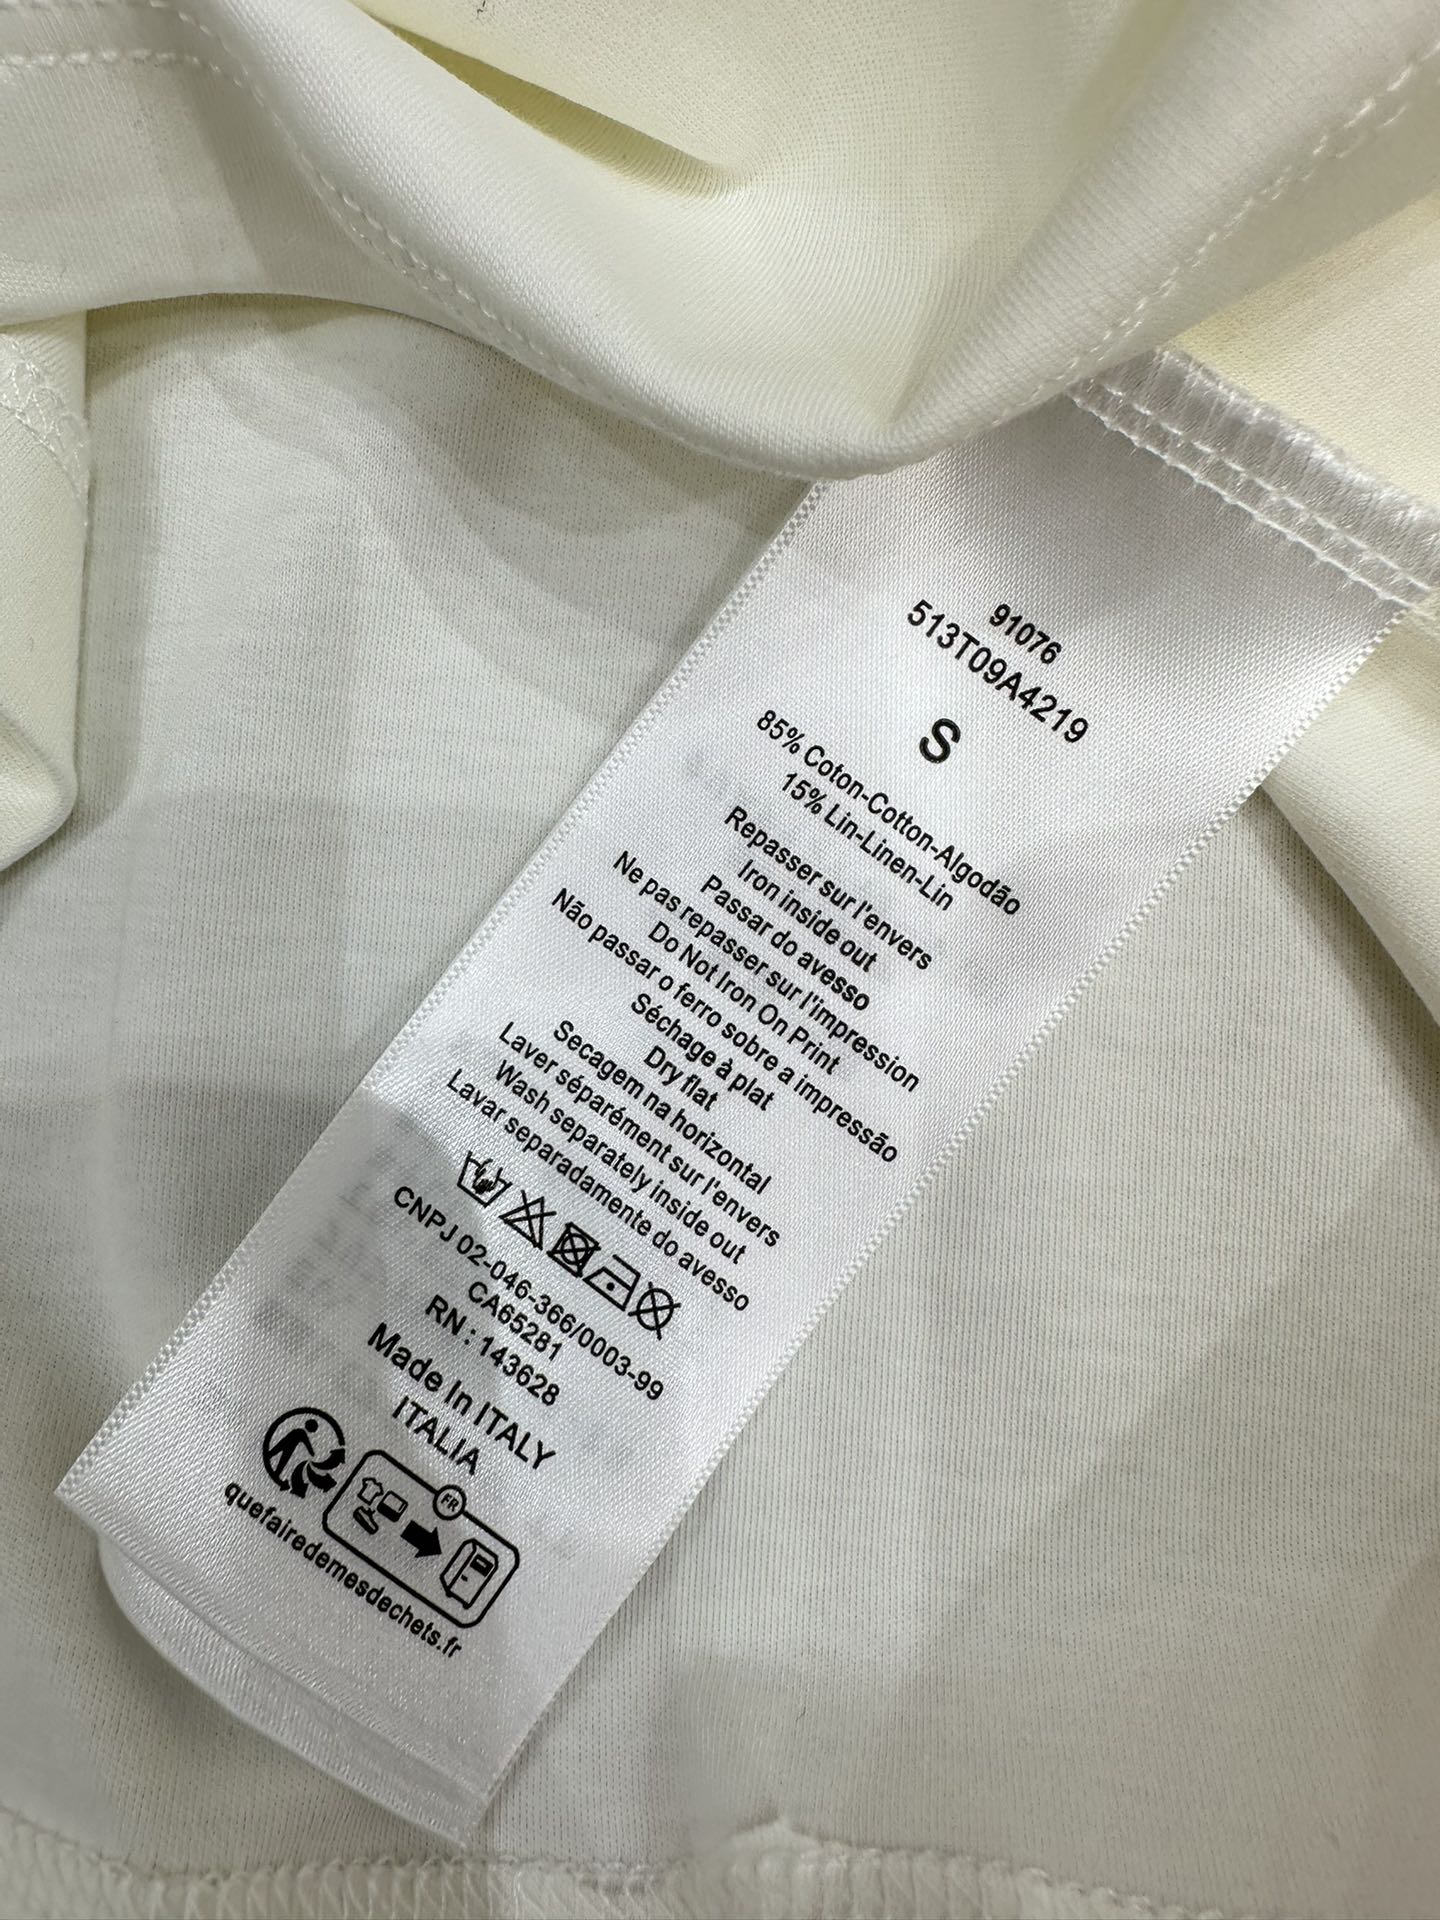 91076
513T09A4219
S
85% Coton-Cotton-Algodão
15% Lin-Linen-Lin
Repasser sur l'envers
Iron inside out
Passar do avesso
Ne pas repasser sur l'impression
Do Not Iron On Print
Não passar o ferro sobre a impressão
Séchage à plat
Dry flat
Secagem na horizontal
Laver séparément sur l'envers
Wash separately inside out
Lavar separadamente do avesso
CNPJ 02-046-366/0003-99
CA65281
RN : 143628
Made In ITALY
ITALIA
FR
quefairedemesdechets.fr